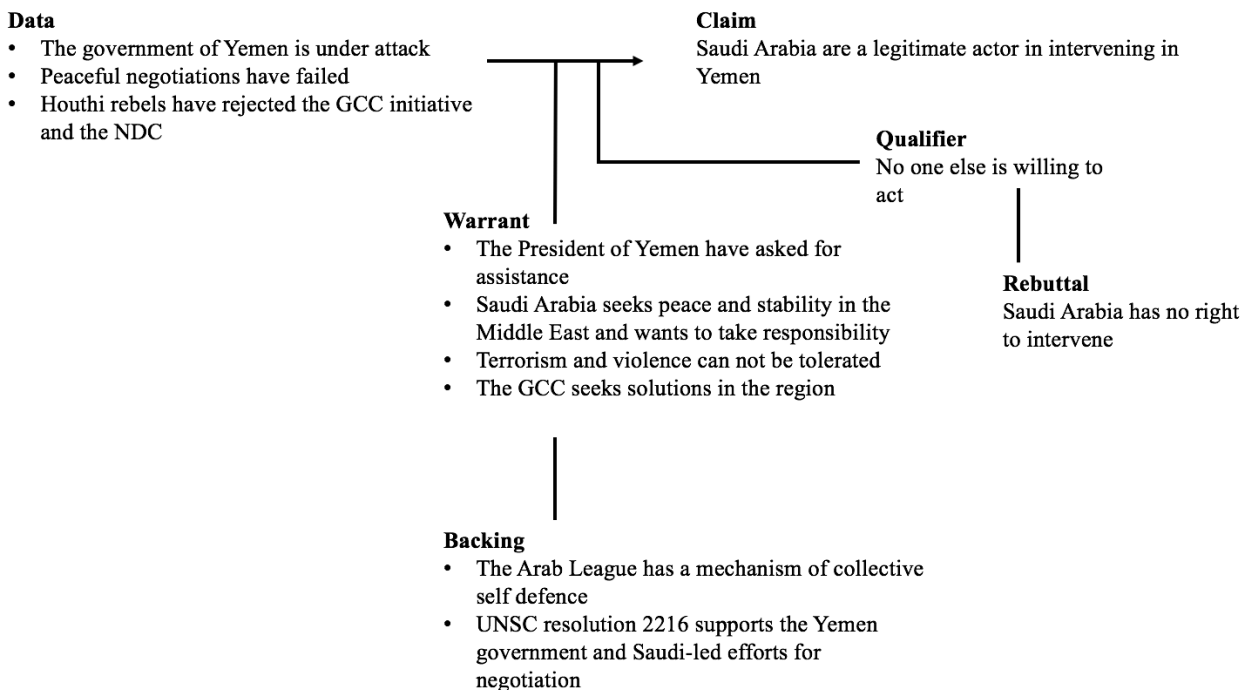 Data
• The government of Yemen is under attack
• Peaceful negotiations have failed
• Houthi rebels have rejected the GCC initiative
and the NDC
Claim
Saudi Arabia are a legitimate actor in intervening in
Yemen
Qualifier
No one else is willing to
act
Rebuttal
Saudi Arabia has no right
to intervene
Warrant
• The President of Yemen have asked for
assistance
• Saudi Arabia seeks peace and stability in the
Middle East and wants to take responsibility
• Terrorism and violence can not be tolerated
• The GCC seeks solutions in the region
Backing
• The Arab League has a mechanism of collective
self defence
• UNSC resolution 2216 supports the Yemen
government and Saudi-led efforts for
negotiation